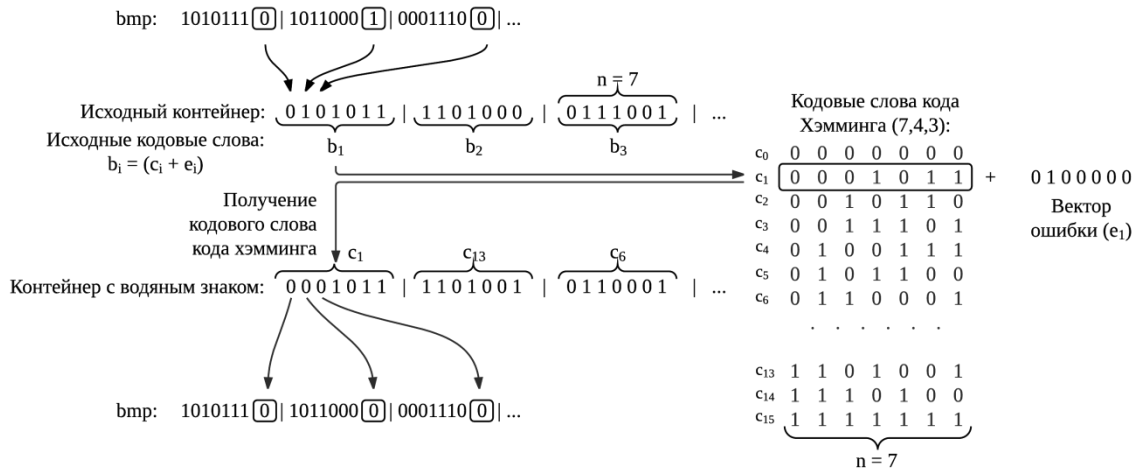 bmp: 1010111 0 | 1011000 1 | 0001110 0 | ...
n = 7
Исходный контейнер: 0 1 0 1 0 1 1 | 1 1 0 1 0 0 0 | 0 1 1 1 0 0 1 | ...
Исходные кодовые слова: b1 b2 b3
bi = (ci + ei)
Кодовые слова кода
Хэмминга (7,4,3):
c0 0 0 0 0 0 0 0
c1 0 0 0 1 0 1 1 + 0 1 0 0 0 0 0
c2 0 0 1 0 1 1 0
c3 0 0 1 1 1 0 1
c4 0 1 0 0 1 1 1
c5 0 1 0 1 1 0 0
c6 0 1 1 0 0 0 1
. . . . . .
c13 1 1 0 1 0 0 1
c14 1 1 1 0 1 0 0
c15 1 1 1 1 1 1 1
n = 7
Вектор
ошибки (e1)
Получение
кодового слова
кода хэмминга
c1 c13 c6
Контейнер с водяным знаком: 0 0 0 1 0 1 1 | 1 1 0 1 0 0 1 | 0 1 1 0 0 0 1 | ...
bmp: 1010111 0 | 1011000 0 | 0001110 0 | ...